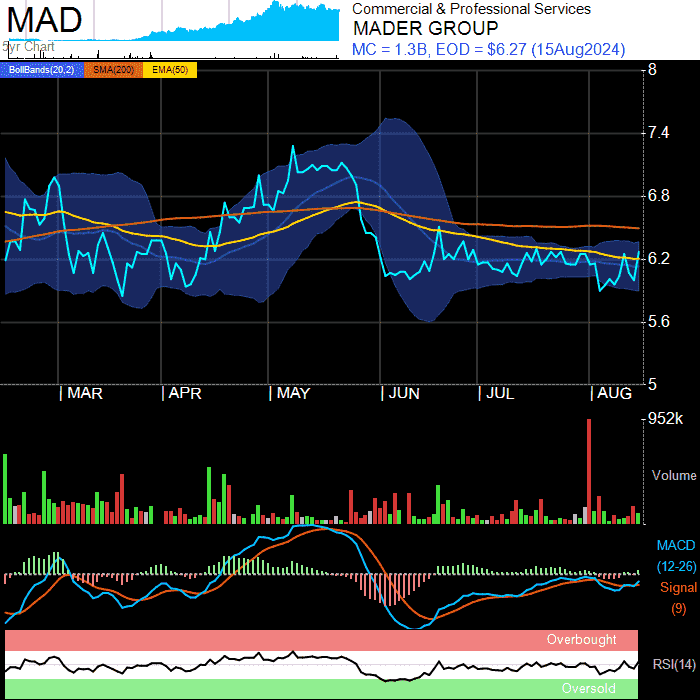 MAD
5yr Chart
Commercial & Professional Services
MADER GROUP
MC = 1.3B, EOD = $6.27 (15Aug2024)
BollBands(20,2) SMA(200) EMA(50)
8
7.4
6.8
6.2
5.6
5
MAR APR MAY JUN JUL AUG
952k
Volume
MACD
(12-26)
Signal
(9)
Overbought
RSI(14)
Oversold